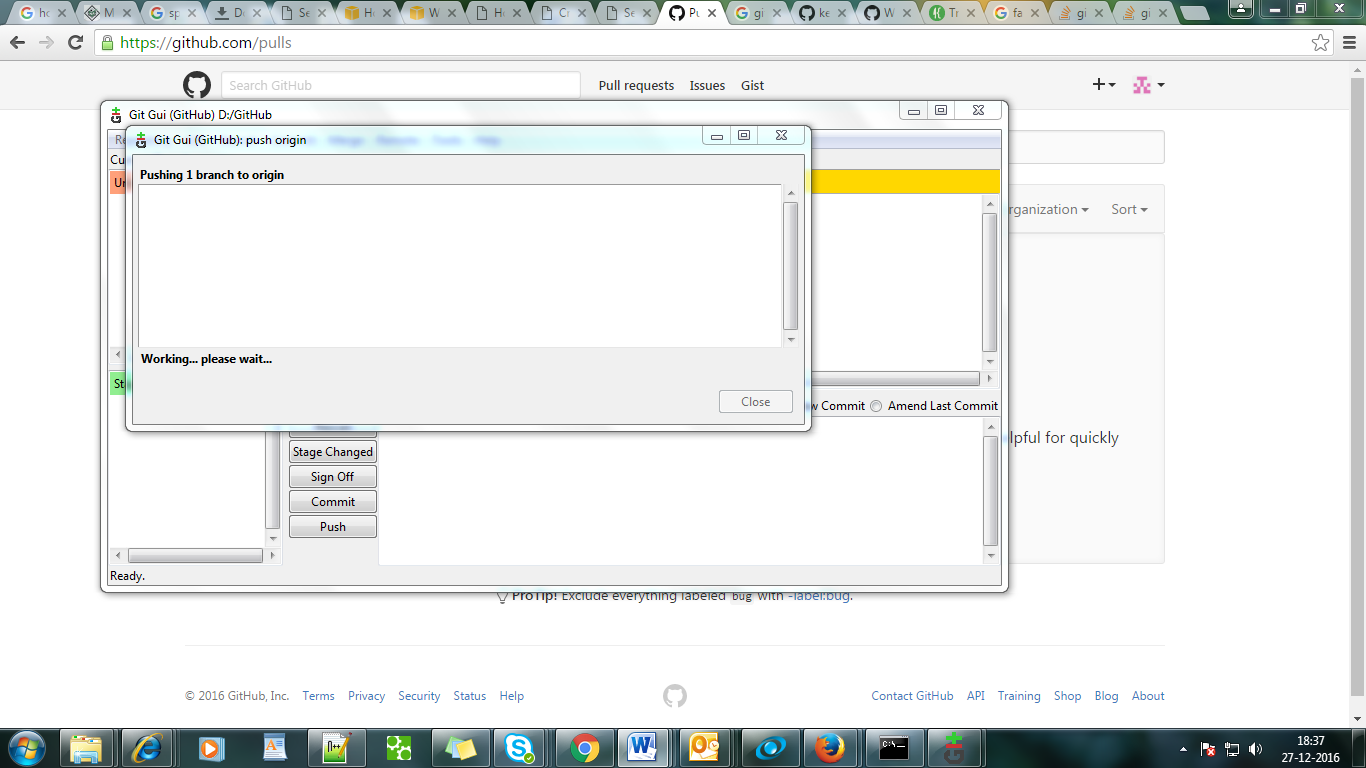 https://github.com/pulls
Search GitHub
Pull requests
Issues
Gist
Git Gui (GitHub) D:/GitHub
Git Gui (GitHub): push origin
Pushing 1 branch to origin
Working... please wait...
Close
Sort
Commit
Amend Last Commit
for quickly
Stage Changed
Sign Off
Commit
Push
Ready.
ProTip! Exclude everything labeled bug with -label:bug.
© 2016 GitHub, Inc.
Terms
Privacy
Security
Status
Help
Contact GitHub
API
Training
Shop
Blog
About
18:37
27-12-2016